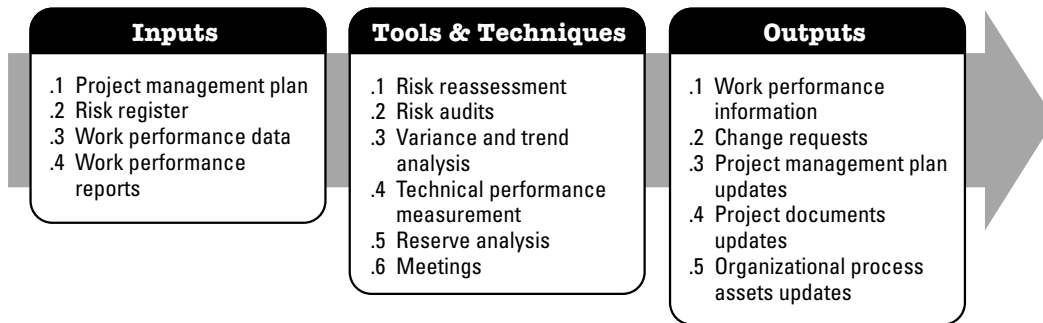 Inputs
.1 Project management plan
.2 Risk register
.3 Work performance data
.4 Work performance
reports
Tools & Techniques
.1 Risk reassessment
.2 Risk audits
.3 Variance and trend
analysis
.4 Technical performance
measurement
.5 Reserve analysis
.6 Meetings
Outputs
.1 Work performance
information
.2 Change requests
.3 Project management plan
updates
.4 Project documents
updates
.5 Organizational process
assets updates